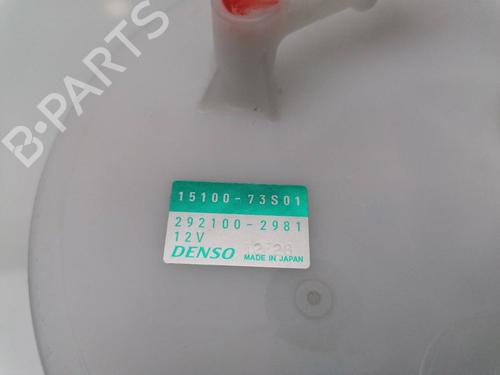 B-PARTS
15100-73S01
292100-2981
12V
DENSO MADE IN JAPAN